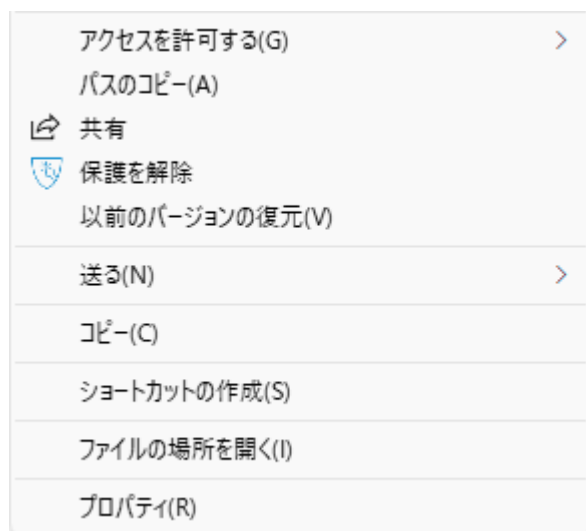 アクセスを許可する(G)
パスのコピー(A)
共有
保護を解除
以前のバージョンの復元(V)
送る(N)
コピー(C)
ショートカットの作成(S)
ファイルの場所を開く(I)
プロパティ(R)